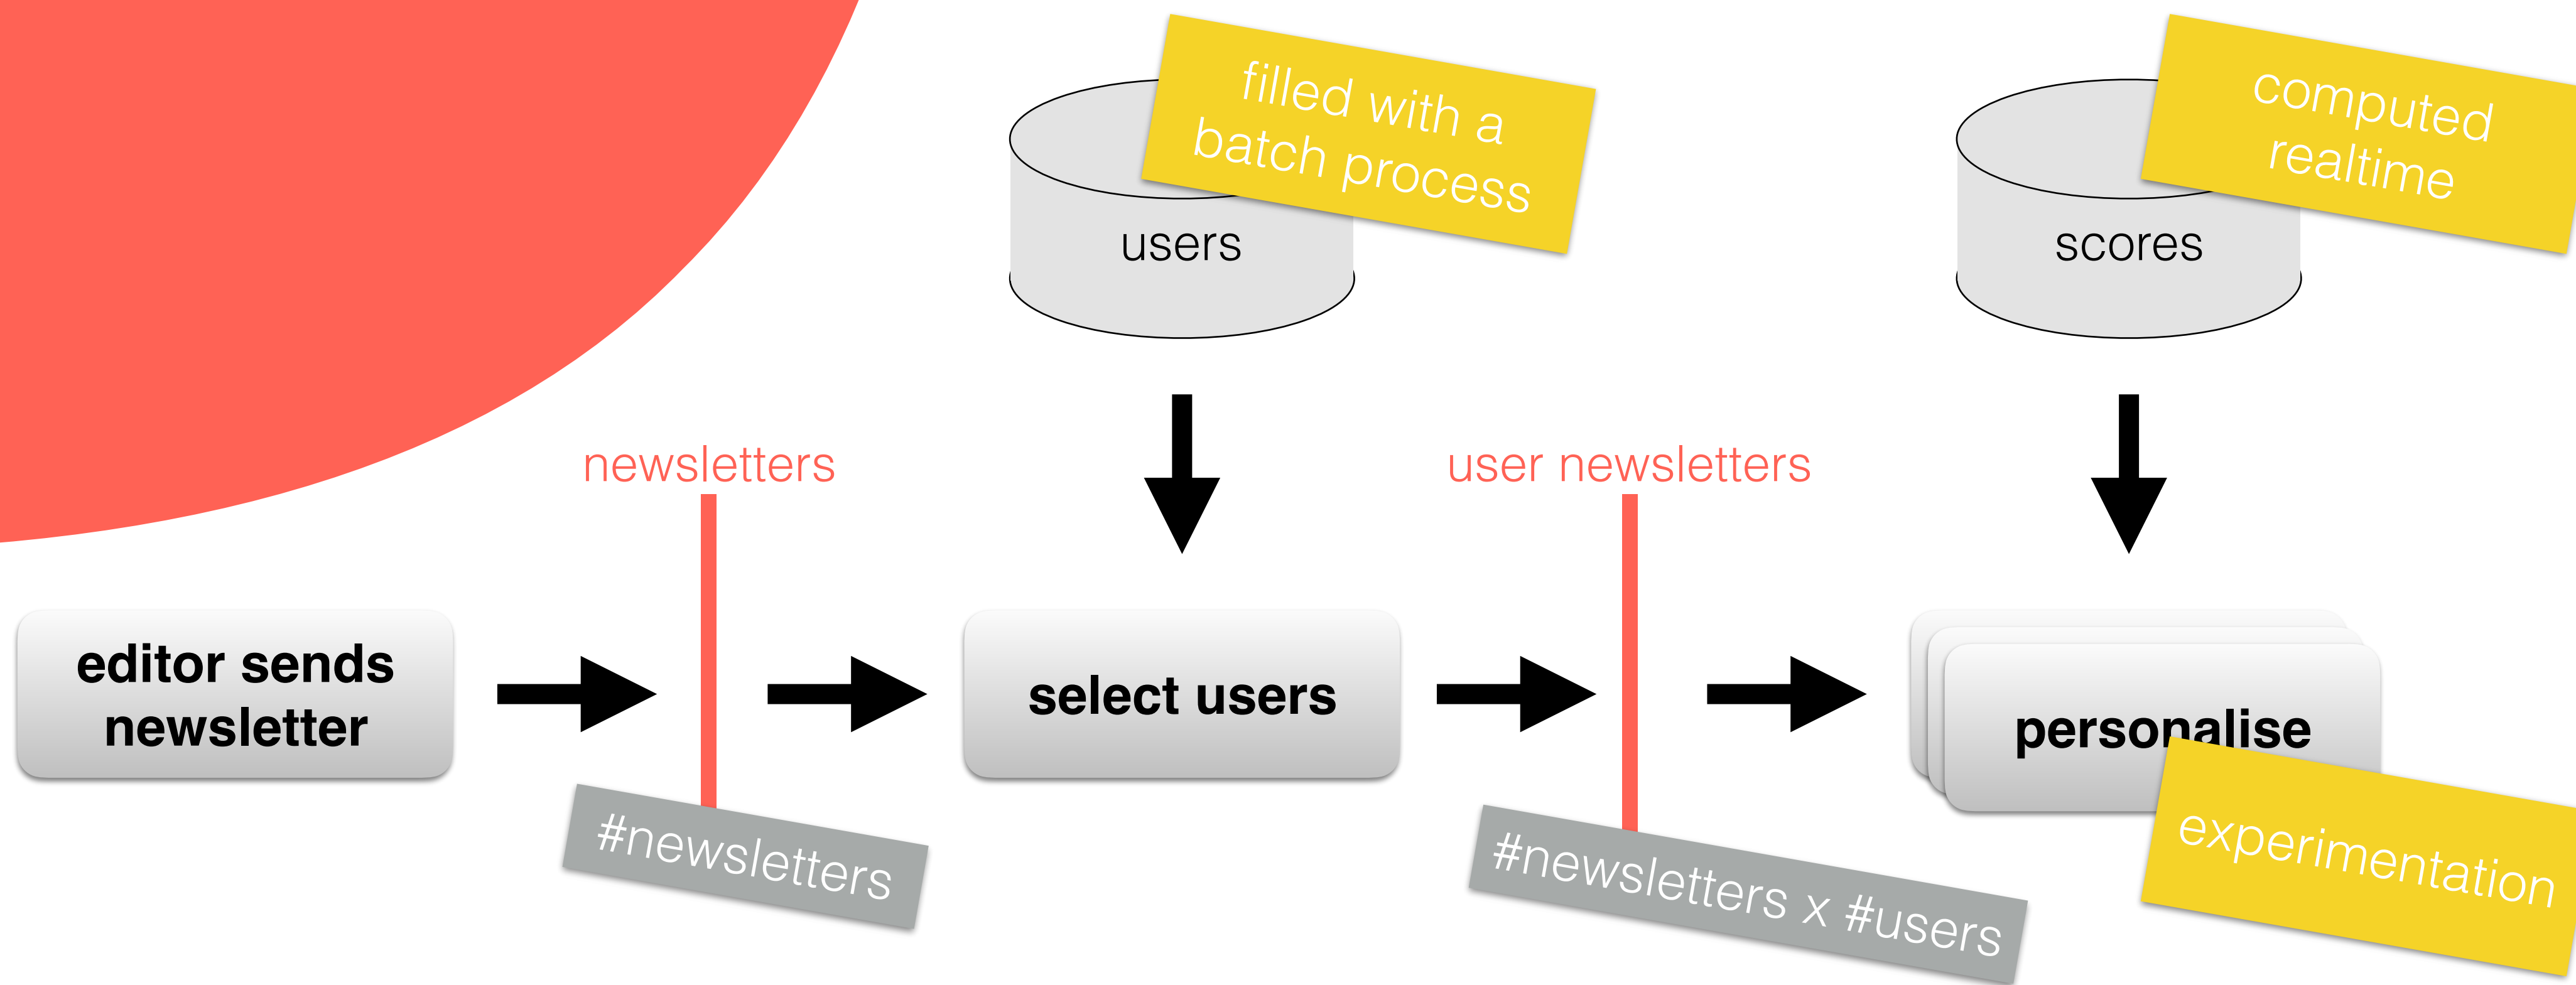 filled with a
batch process
users
computed
realtime
scores
newsletters
user newsletters
editor sends
newsletter
select users
personalise
#newsletters
#newsletters x #users
experimentation